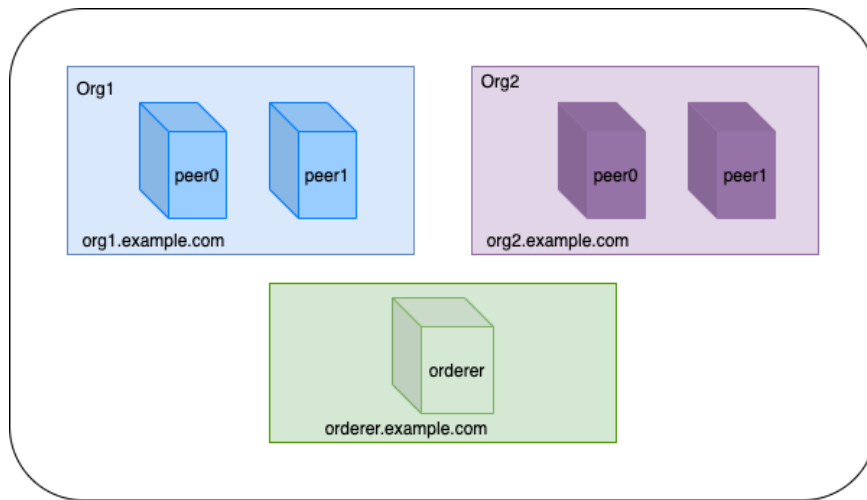 Org1
peer0
peer1
org1.example.com
Org2
peer0
peer1
org2.example.com
orderer
orderer.example.com